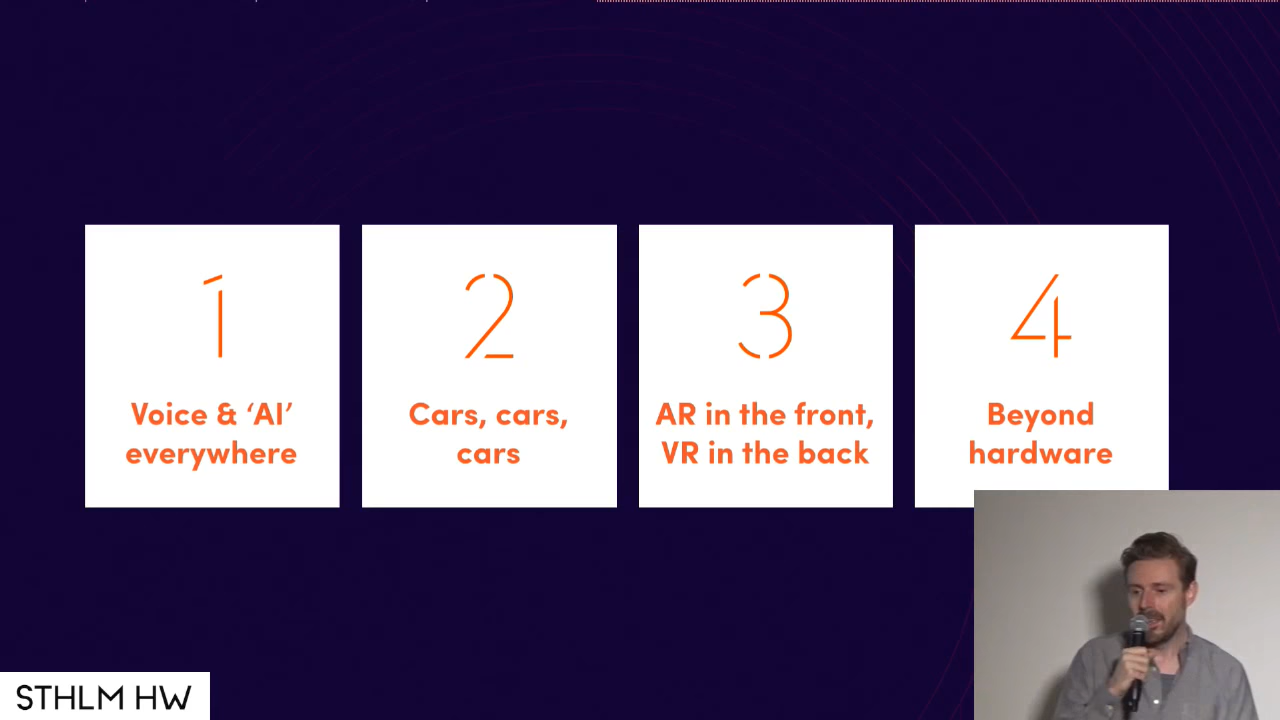 1
Voice & ‘AI’
everywhere
2
Cars, cars,
cars
3
AR in the front,
VR in the back
4
Beyond
hardware
STHLM HW